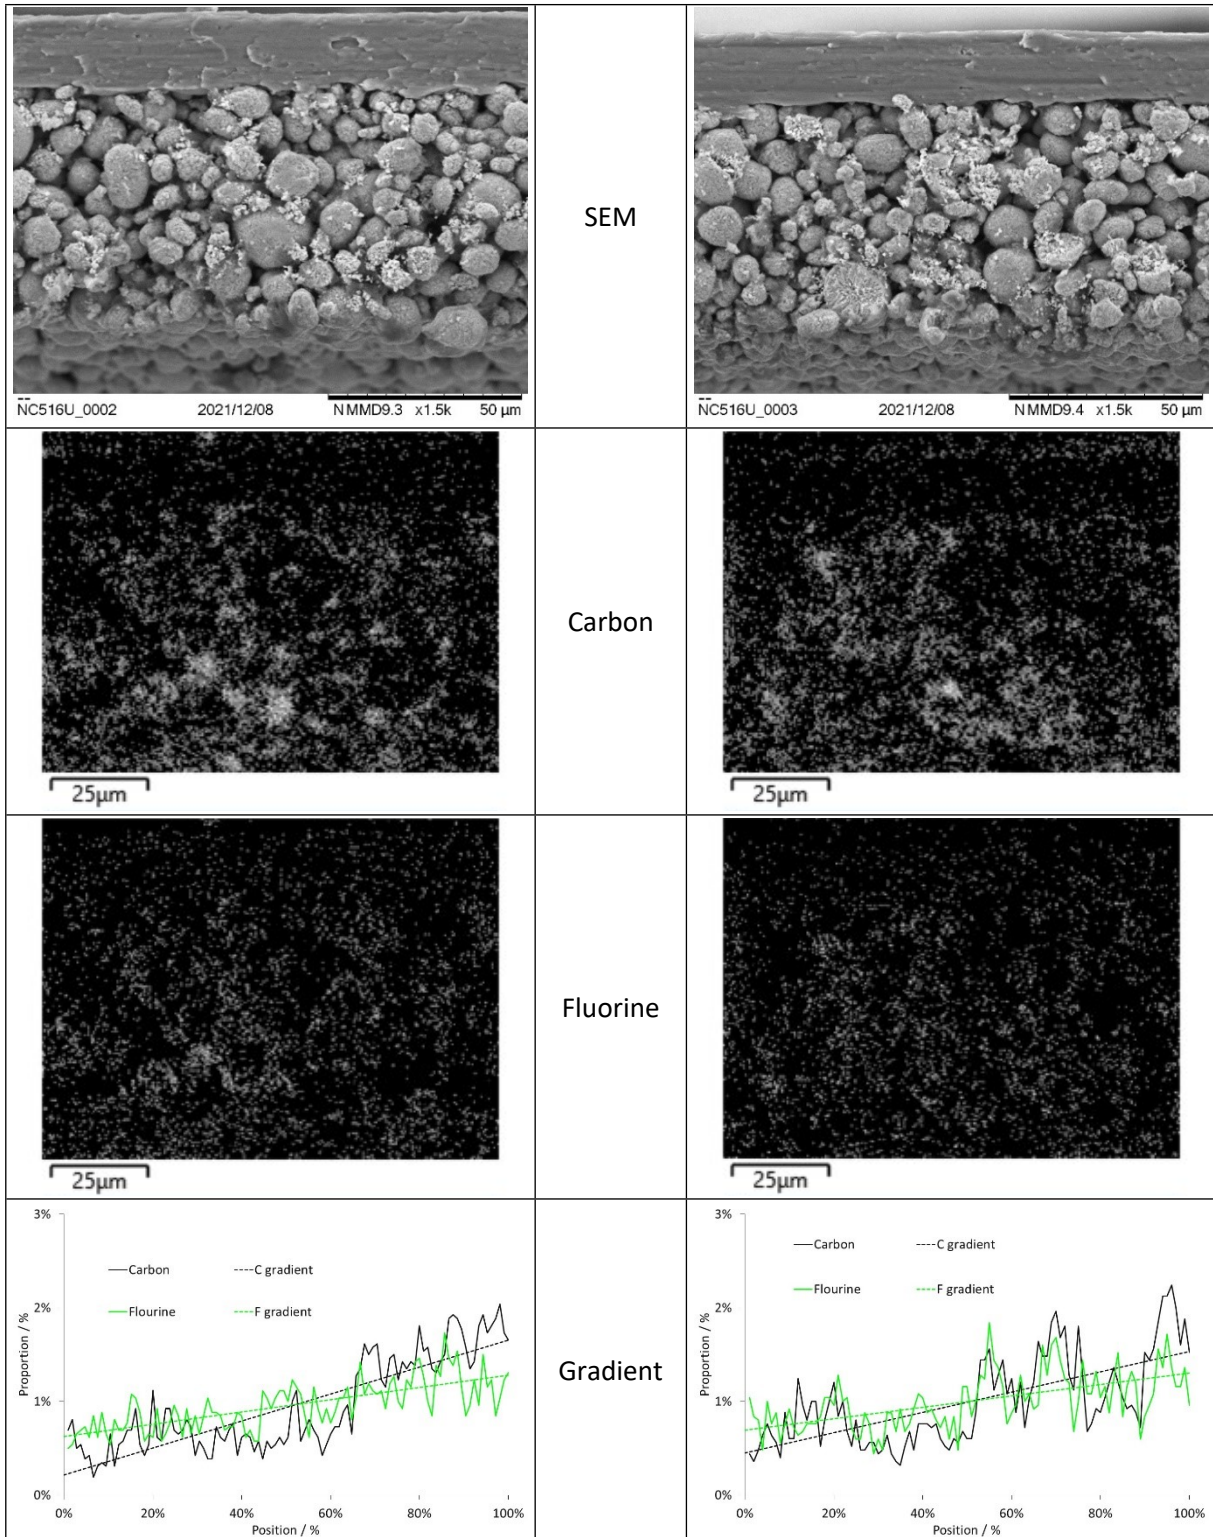 SEM
NC516U_0002 2021/12/08 NMMD9.3 x1.5k 50 µm
NC516U_0003 2021/12/08 NMMD9.4 x1.5k 50 µm
Carbon
25µm
25µm
Fluorine
25µm
25µm
Gradient
3%
2%
1%
0%
Proportion / %
Carbon
C gradient
Flourine
F gradient
0% 20% 40% 60% 80% 100%
Position / %
3%
2%
1%
0%
Proportion / %
Carbon
C gradient
Flourine
F gradient
0% 20% 40% 60% 80% 100%
Position / %